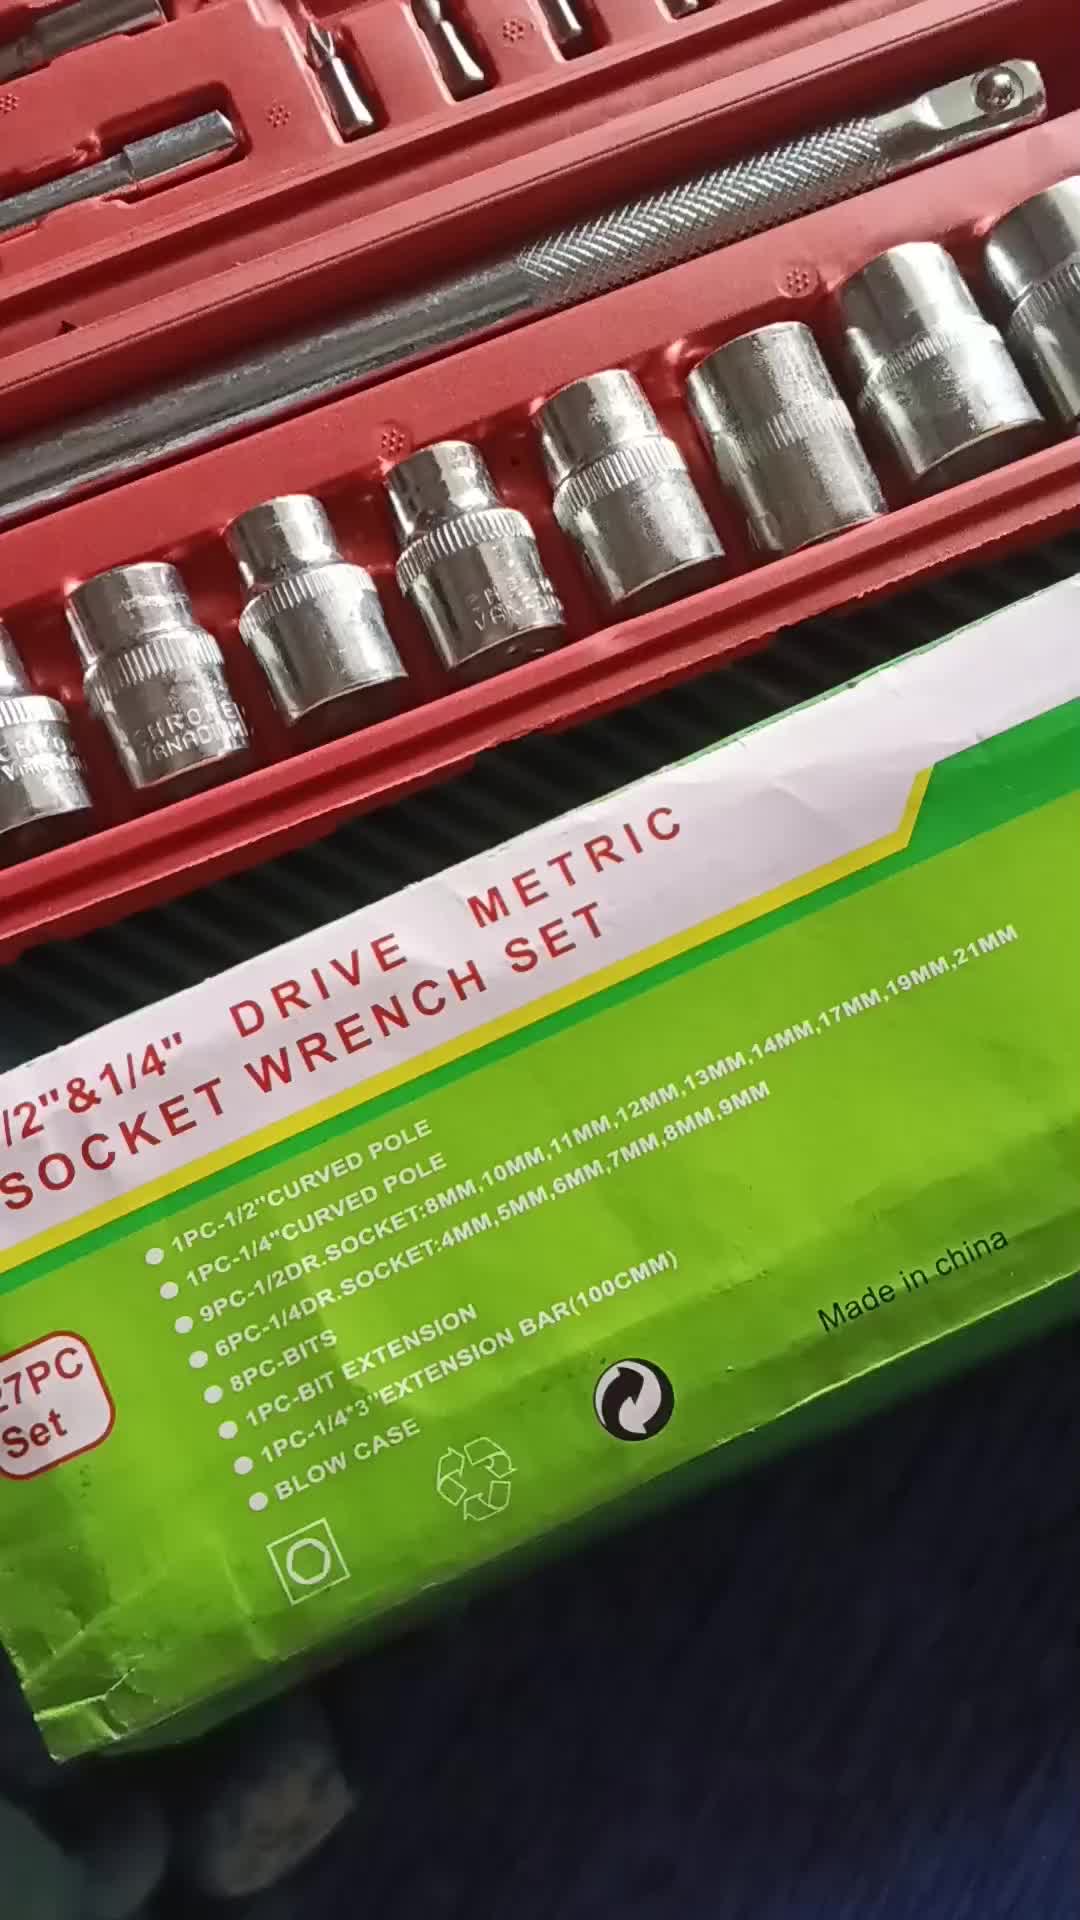 CHROME
VANADIUM
/2"&1/4" DRIVE METRIC
SOCKET WRENCH SET
1PC-1/2"CURVED POLE
1PC-1/4"CURVED POLE
9PC-1/2DR.SOCKET:8MM,10MM,11MM,12MM,13MM,14MM,17MM,19MM,21MM
6PC-1/4DR.SOCKET:4MM,5MM,6MM,7MM,8MM,9MM
8PC-BITS
1PC-BIT EXTENSION
1PC-1/4*3"EXTENSION BAR(100CMM)
BLOW CASE
27PC
Set
Made in china